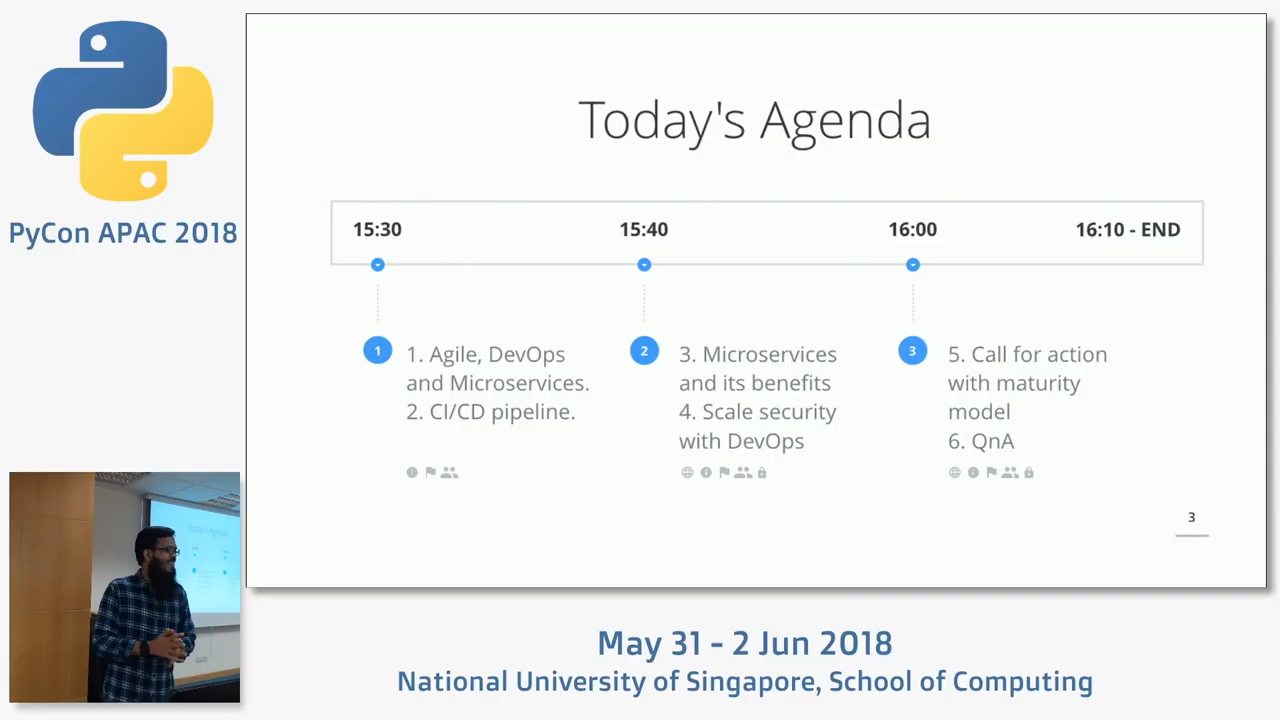 PyCon APAC 2018
Today's Agenda
15:30
15:40
16:00
16:10 - END
1
1. Agile, DevOps
and Microservices.
2. CI/CD pipeline.
2
3. Microservices
and its benefits
4. Scale security
with DevOps
3
5. Call for action
with maturity
model
6. QnA
3
Today's Agenda
May 31 - 2 Jun 2018
National University of Singapore, School of Computing